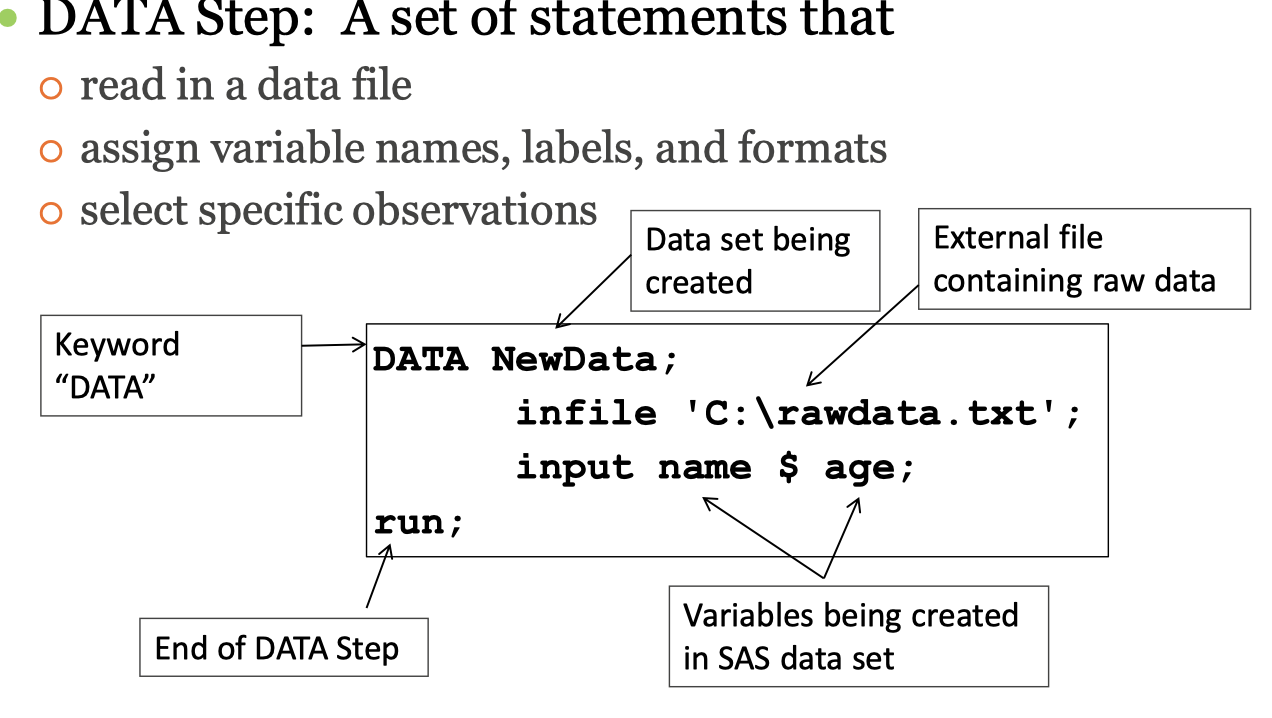 DATA Step: A set of statements that
read in a data file
assign variable names, labels, and formats
select specific observations
Data set being
created
External file
containing raw data
Keyword
“DATA”
DATA NewData;
infile 'C:\rawdata.txt';
input name $ age;
run;
End of DATA Step
Variables being created
in SAS data set